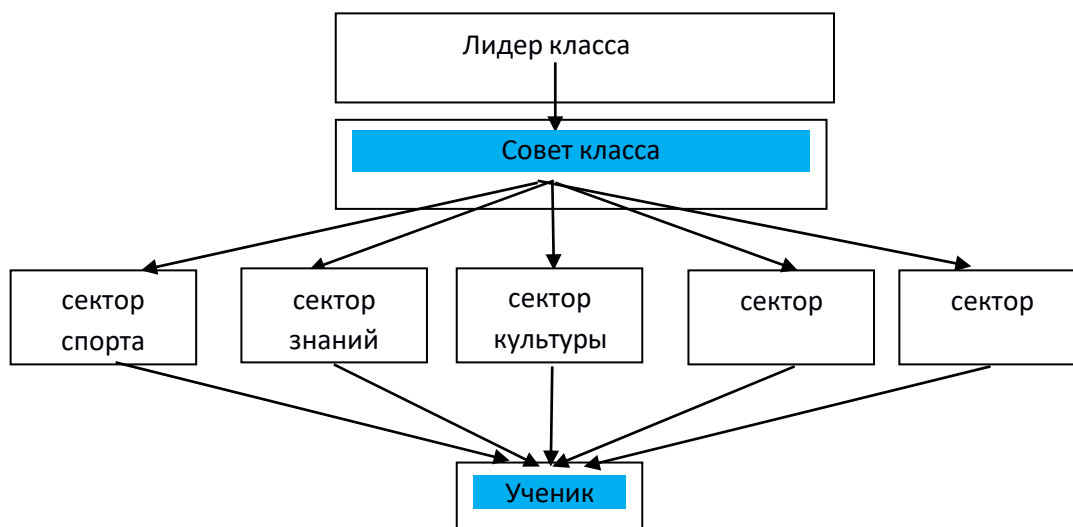 Лидер класса
Совет класса
сектор
спорта
сектор
знаний
сектор
культуры
сектор
сектор
Ученик